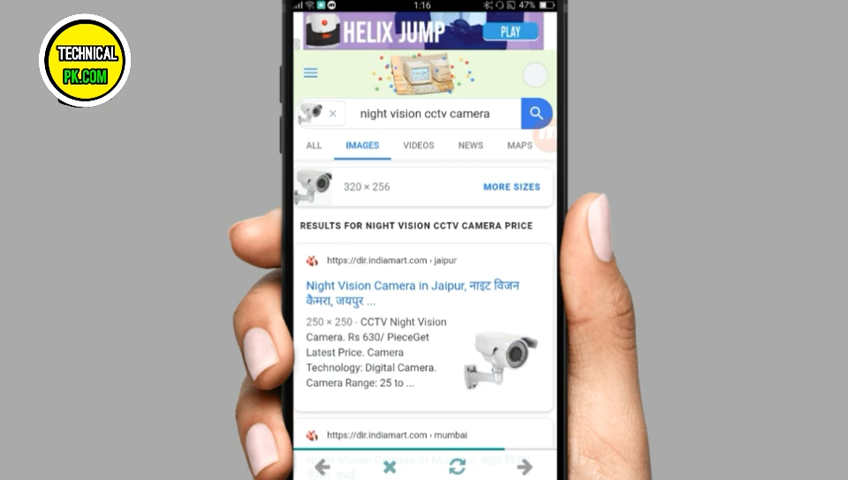 1:16
47%
TECHNICAL
PK.COM
HELIX JUMP
PLAY
night vision cctv camera
ALL IMAGES VIDEOS NEWS MAPS
320 × 256 MORE SIZES
RESULTS FOR NIGHT VISION CCTV CAMERA PRICE
https://dir.indiamart.com › jaipur
Night Vision Camera in Jaipur, नाइट विजन
कैमरा, जयपुर ...
250 × 250 - CCTV Night Vision
Camera. Rs 630/ PieceGet
Latest Price. Camera
Technology: Digital Camera.
Camera Range: 25 to ...
https://dir.indiamart.com › mumbai